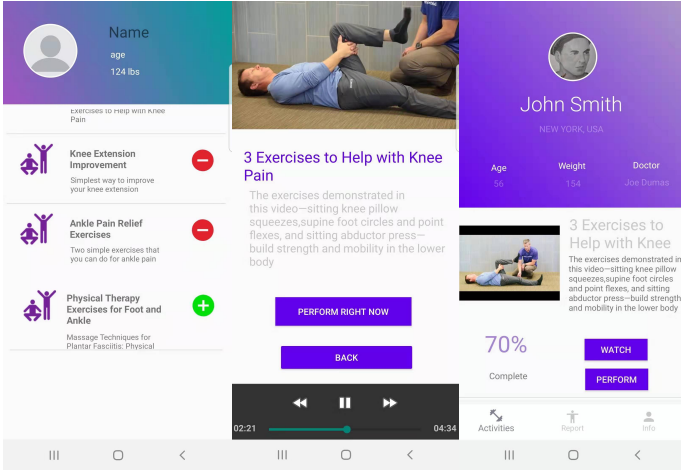 Name
age
124 lbs
Exercises to Help with Knee
Pain
Knee Extension
Improvement
Simplest way to improve
your knee extension
Ankle Pain Relief
Exercises
Two simple exercises that
you can do for ankle pain
Physical Therapy
Exercises for Foot and
Ankle
Massage Techniques for
Plantar Fasciitis: Physical
3 Exercises to Help with Knee
Pain
The exercises demonstrated in
this video—sitting knee pillow
squeezes,supine foot circles and point
flexes, and sitting abductor press—
build strength and mobility in the lower
body
PERFORM RIGHT NOW
BACK
02:21
04:34
John Smith
NEW YORK, USA
Age
Weight
Doctor
56
154
Joe Dumas
3 Exercises to
Help with Knee
The exercises demonstrated in
this video—sitting knee pillow
squeezes,supine foot circles
and point flexes, and sitting
abductor press—build strength
and mobility in the lower body
70%
Complete
WATCH
PERFORM
Activities
Report
Info